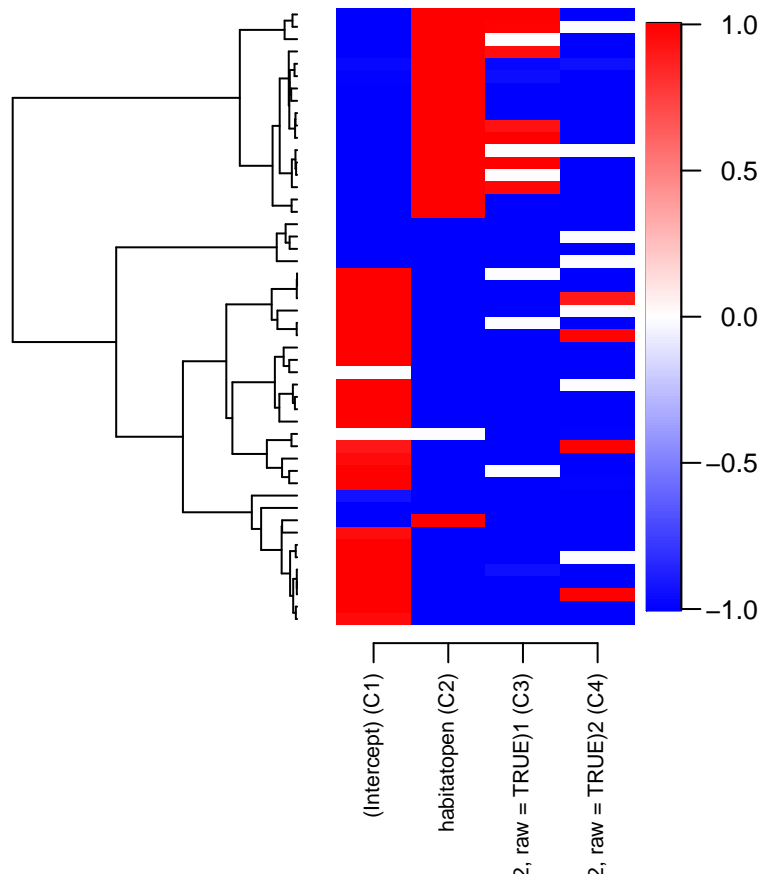 1.0
0.5
0.0
−0.5
−1.0
(Intercept) (C1)
habitatopen (C2)
2, raw = TRUE)1 (C3)
2, raw = TRUE)2 (C4)